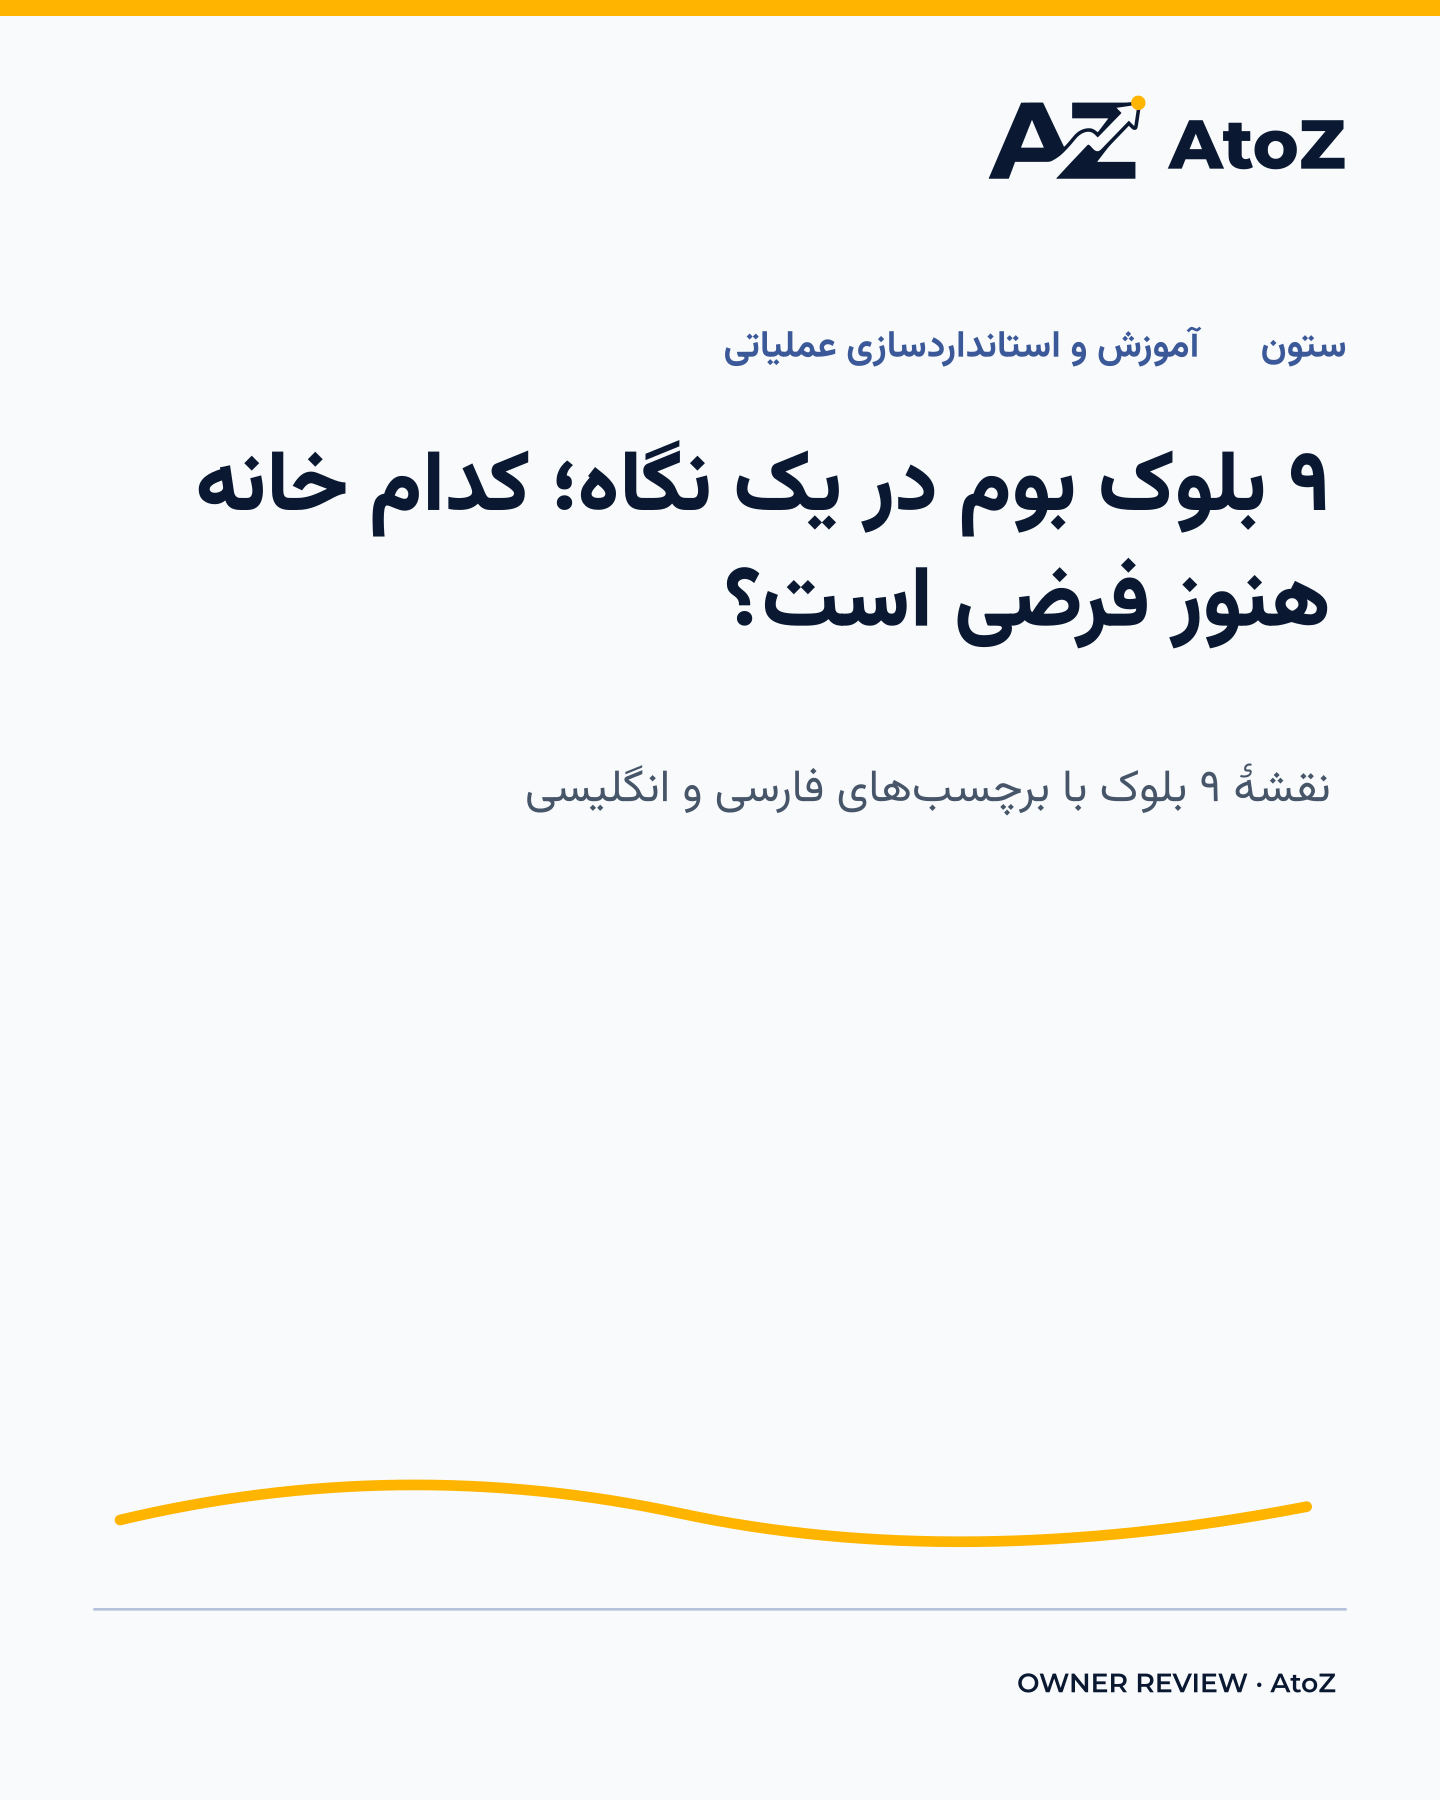 AZ AtoZ
ستون آموزش و استانداردسازی عملیاتی
۹ بلوک بوم در یک نگاه؛ کدام خانه
هنوز فرضی است؟
نقشهٔ ۹ بلوک با برچسب‌های فارسی و انگلیسی
OWNER REVIEW · AtoZ